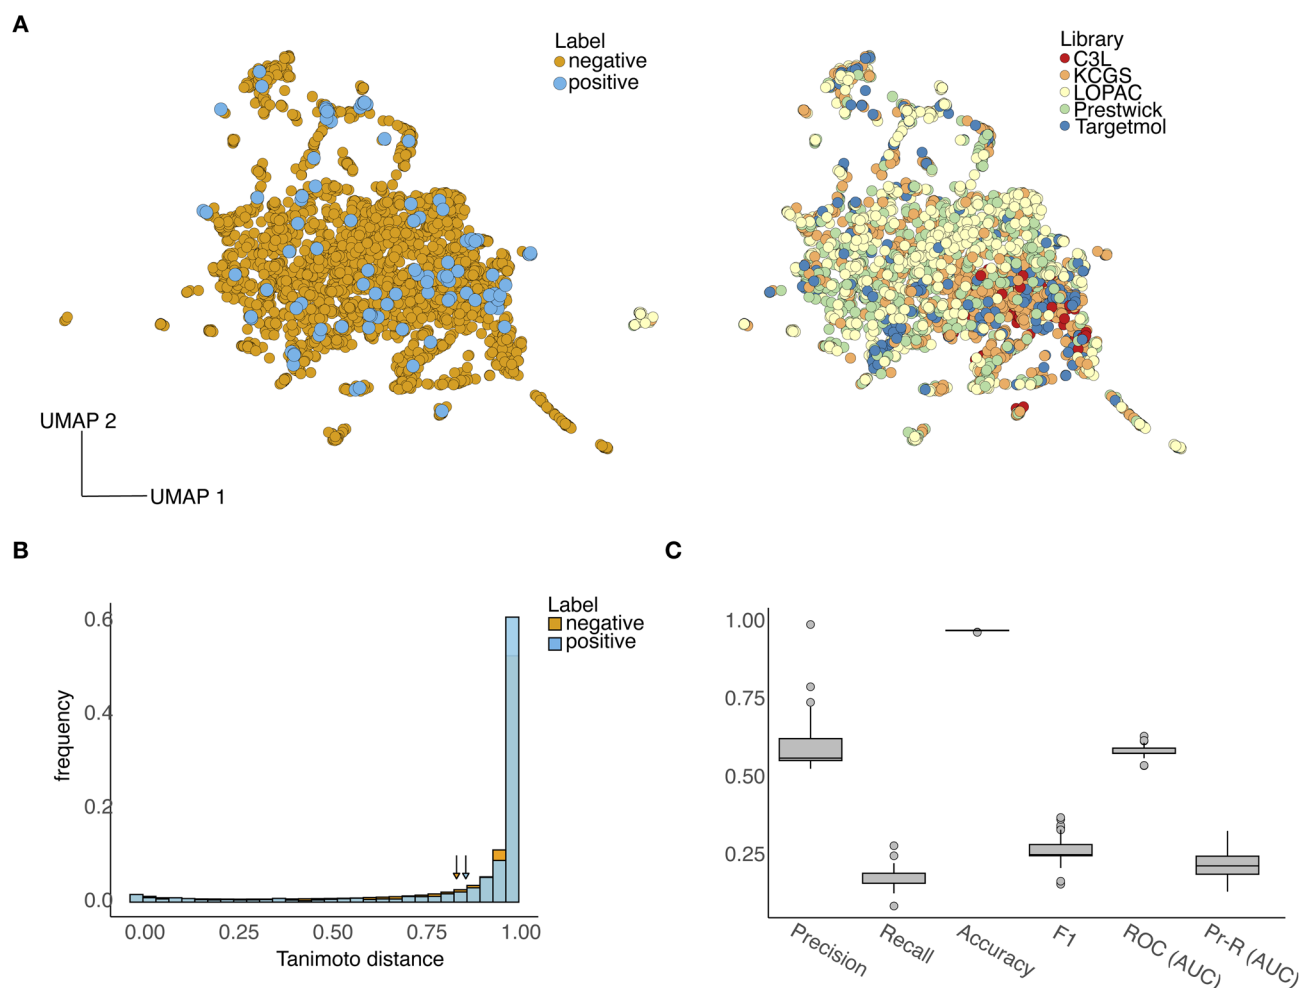 A
Label
negative
positive
Library
C3L
KCGS
LOPAC
Prestwick
Targetmol
UMAP 2
UMAP 1
B
Label
negative
positive
0.6
0.4
0.2
0.0
frequency
0.00 0.25 0.50 0.75 1.00
Tanimoto distance
C
1.00
0.75
0.50
0.25
Precision
Recall
Accuracy
F1
ROC (AUC)
Pr-R (AUC)